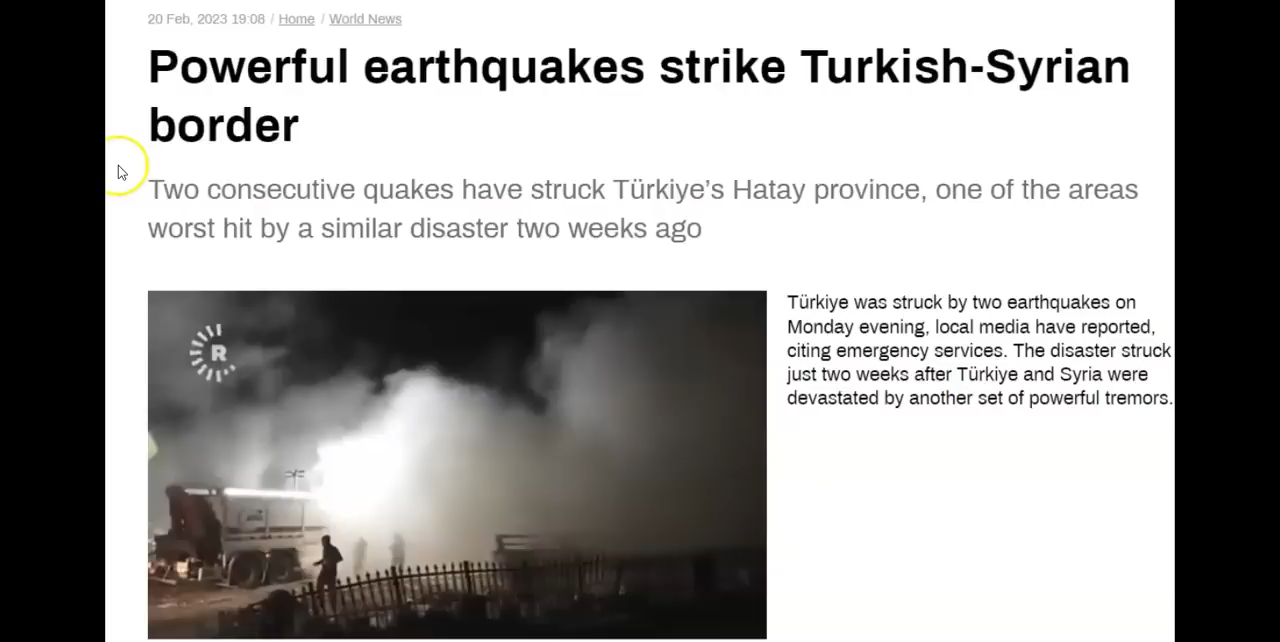 20 Feb, 2023 19:08 / Home / World News
Powerful earthquakes strike Turkish-Syrian
border
Two consecutive quakes have struck Türkiye’s Hatay province, one of the areas
worst hit by a similar disaster two weeks ago
R
Türkiye was struck by two earthquakes on
Monday evening, local media have reported,
citing emergency services. The disaster struck
just two weeks after Türkiye and Syria were
devastated by another set of powerful tremors.